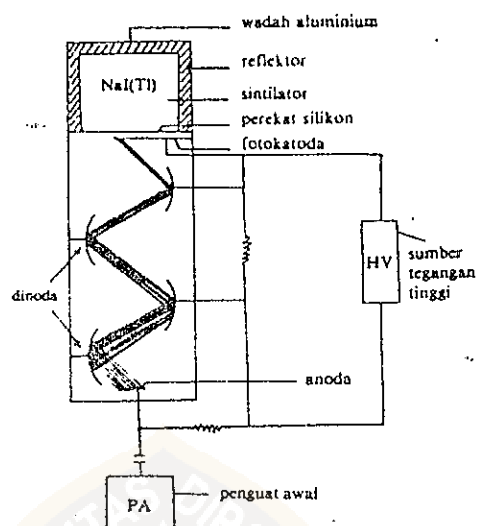 wadah aluminium
reflektor
NaI(Tl)
sintilator
perekat silikon
fotokatoda
HV
sumber
tegangan
tinggi
dinoda
anoda
PA
penguat awal